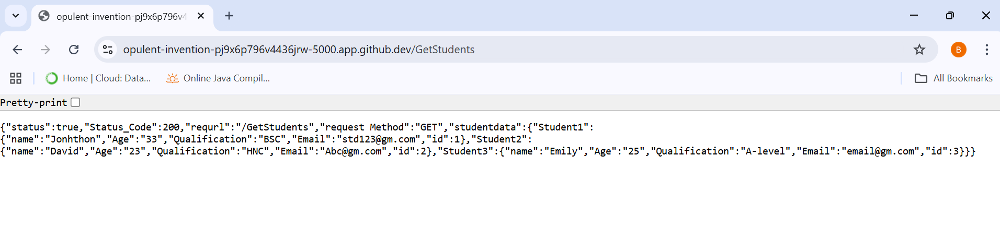 opulent-invention-pj9x6p796v4
opulent-invention-pj9x6p796v4436jrw-5000.app.github.dev/GetStudents
B
Home | Cloud: Data...
Online Java Compil...
All Bookmarks
Pretty-print
{"status":true,"Status_Code":200,"requrl":"/GetStudents","request Method":"GET","studentdata":{"Student1":
{"name":"Jonhthon","Age":"33","Qualification":"BSC","Email":"std123@gm.com","id":1},"Student2":
{"name":"David","Age":"23","Qualification":"HNC","Email":"Abc@gm.com","id":2},"Student3":{"name":"Emily","Age":"25","Qualification":"A-level","Email":"email@gm.com","id":3}}}